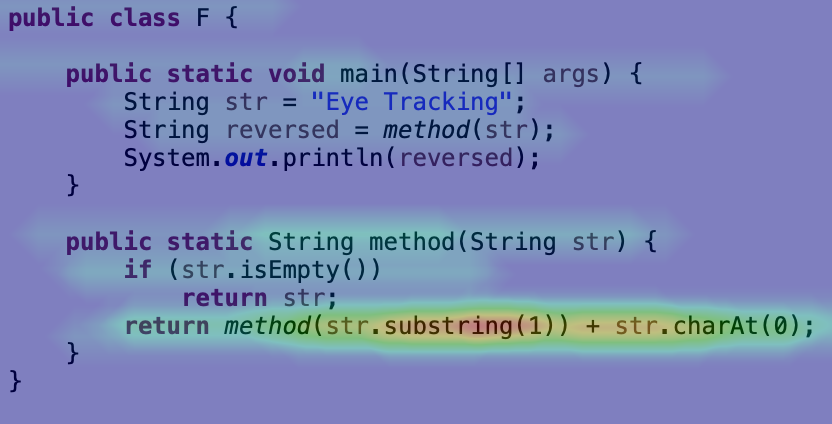 public class F {
public static void main(String[] args) {
String str = "Eye Tracking";
String reversed = method(str);
System.out.println(reversed);
}
public static String method(String str) {
if (str.isEmpty())
return str;
return method(str.substring(1)) + str.charAt(0);
}
}